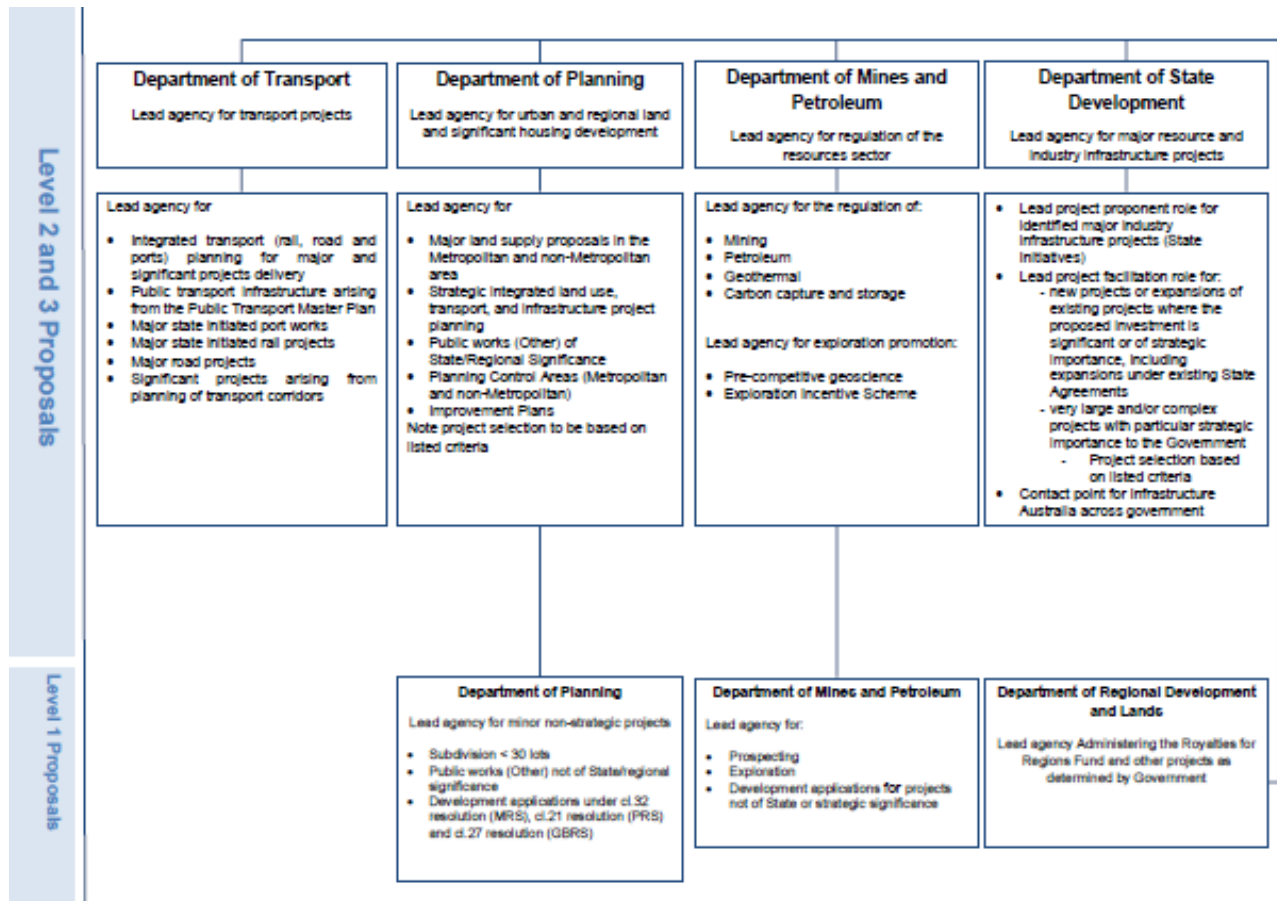 Level 2 and 3 Proposals
Department of Transport
Lead agency for transport projects
Department of Planning
Lead agency for urban and regional land
and significant housing development
Department of Mines and
Petroleum
Lead agency for regulation of the
resources sector
Department of State
Development
Lead agency for major resource and
industry infrastructure projects
Lead agency for
• Integrated transport (rail, road and
ports) planning for major and
significant projects delivery
• Public transport infrastructure arising
from the Public Transport Master Plan
• Major state initiated port works
• Major state initiated rail projects
• Major road projects
• Significant projects arising from
planning of transport corridors
Lead agency for
• Major land supply proposals in the
Metropolitan and non-Metropolitan
area
• Strategic integrated land use,
transport, and infrastructure project
planning
• Public works (Other) of
State/Regional Significance
• Planning Control Areas (Metropolitan
and non-Metropolitan)
• Improvement Plans
Note project selection to be based on
listed criteria
Lead agency for the regulation of:
• Mining
• Petroleum
• Geothermal
• Carbon capture and storage
Lead agency for exploration promotion:
• Pre-competitive geoscience
• Exploration Incentive Scheme
• Lead project proponent role for
identified major industry
infrastructure projects (State
Initiatives)
• Lead project facilitation role for:
- new projects or expansions of
existing projects where the
proposed investment is
significant or of strategic
importance, including
expansions under existing State
Agreements
- very large and/or complex
projects with particular strategic
importance to the Government
- Project selection based
on listed criteria
• Contact point for Infrastructure
Australia across government
Level 1 Proposals
Department of Planning
Lead agency for minor non-strategic projects
• Subdivision < 30 lots
• Public works (Other) not of State/regional
significance
• Development applications under cl.32
resolution (MRS), cl.21 resolution (PRS)
and cl.27 resolution (GBRS)
Department of Mines and Petroleum
Lead agency for:
• Prospecting
• Exploration
• Development applications for projects
not of State or strategic significance
Department of Regional Development
and Lands
Lead agency Administering the Royalties for
Regions Fund and other projects as
determined by Government